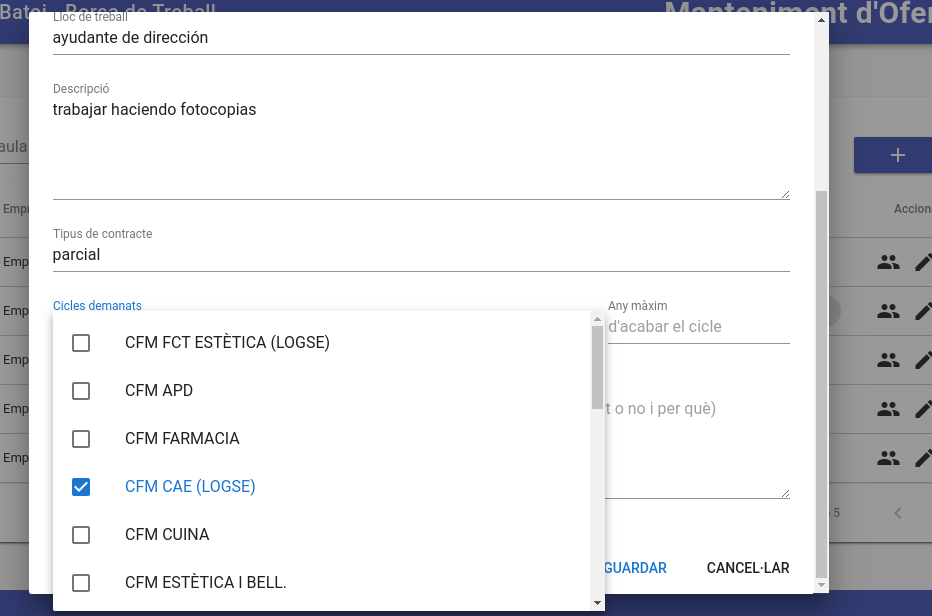 Batoi - Borsa de Treball
Manteniment d'Ofer
Lloc de treball
ayudante de dirección
Descripció
trabajar haciendo fotocopias
aula
+
Empr
Accion
Tipus de contracte
parcial
Emp
Emp
Emp
Emp
Emp
Cicles demanats
Any màxim
d'acabar el cicle
CFM FCT ESTÈTICA (LOGSE)
CFM APD
t o no i per què)
CFM FARMACIA
CFM CAE (LOGSE)
CFM CUINA
CFM ESTÈTICA I BELL.
e 5
GUARDAR
CANCEL·LAR